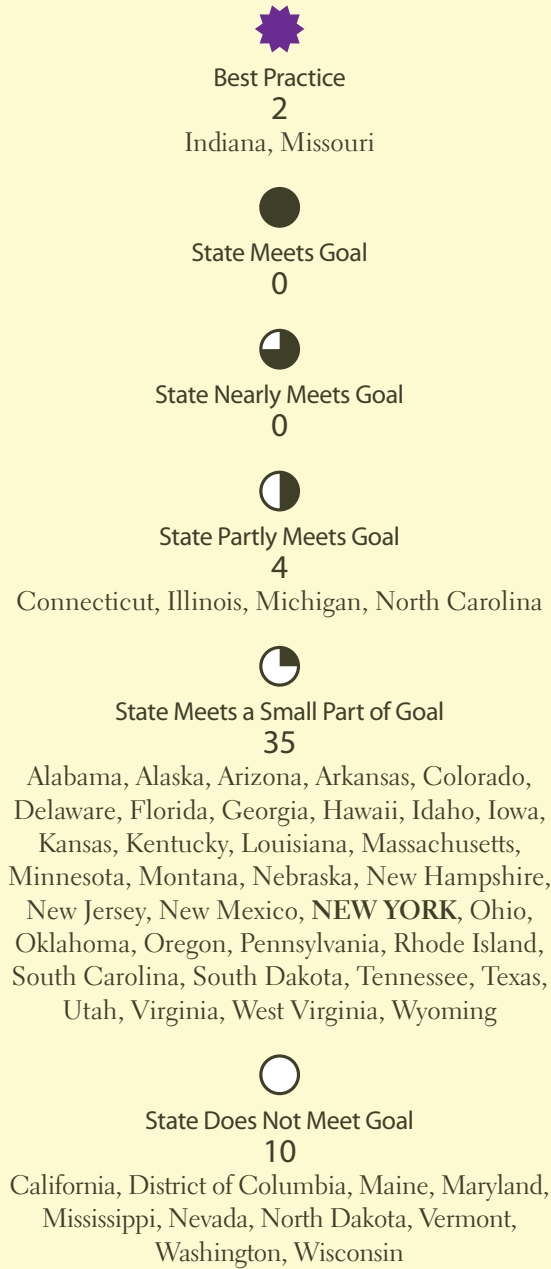 Best Practice
2
Indiana, Missouri
State Meets Goal
0
State Nearly Meets Goal
0
State Partly Meets Goal
4
Connecticut, Illinois, Michigan, North Carolina
State Meets a Small Part of Goal
35
Alabama, Alaska, Arizona, Arkansas, Colorado,
Delaware, Florida, Georgia, Hawaii, Idaho, Iowa,
Kansas, Kentucky, Louisiana, Massachusetts,
Minnesota, Montana, Nebraska, New Hampshire,
New Jersey, New Mexico, NEW YORK, Ohio,
Oklahoma, Oregon, Pennsylvania, Rhode Island,
South Carolina, South Dakota, Tennessee, Texas,
Utah, Virginia, West Virginia, Wyoming
State Does Not Meet Goal
10
California, District of Columbia, Maine, Maryland,
Mississippi, Nevada, North Dakota, Vermont,
Washington, Wisconsin